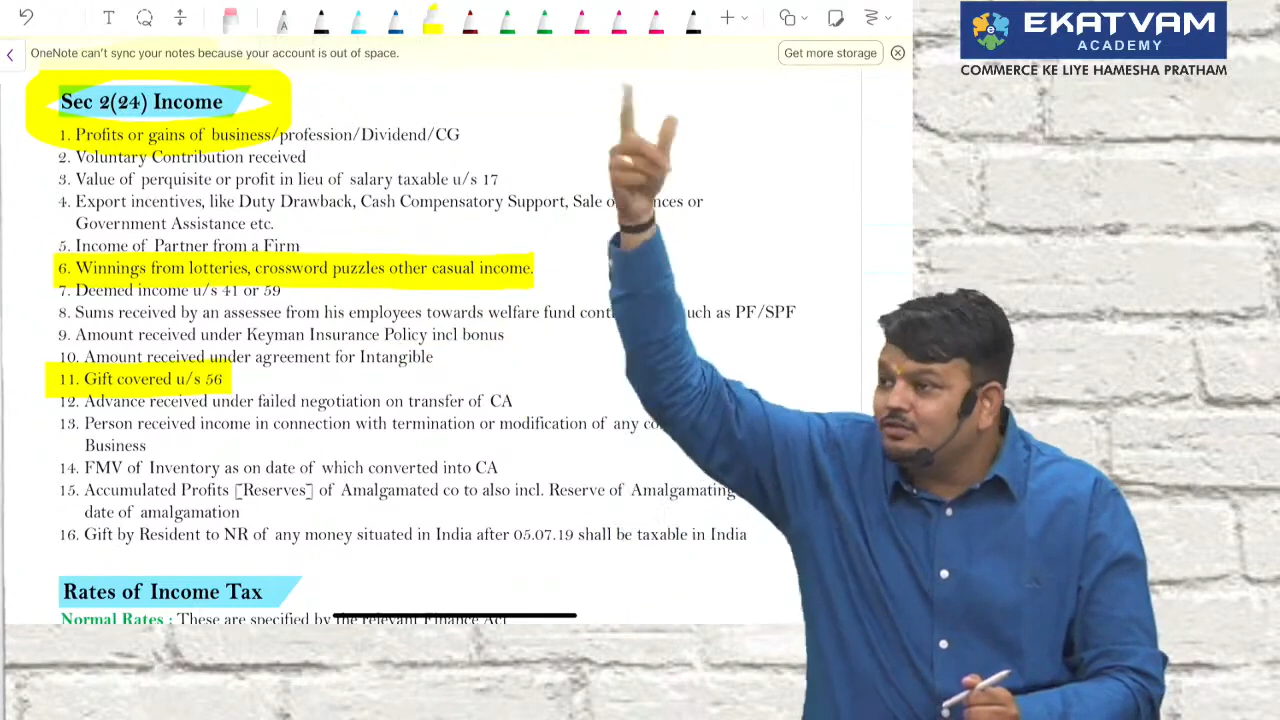 EKATVAM
ACADEMY
COMMERCE KE LIYE HAMESHA PRATHAM
OneNote can't sync your notes because your account is out of space.
Get more storage
Sec 2(24) Income
1. Profits or gains of business/profession/Dividend/CG
2. Voluntary Contribution received
3. Value of perquisite or profit in lieu of salary taxable u/s 17
4. Export incentives, like Duty Drawback, Cash Compensatory Support, Sale or
Government Assistance etc.
5. Income of Partner from a Firm
6. Winnings from lotteries, crossword puzzles other casual income.
7. Deemed income u/s 41 or 59
8. Sums received by an assessee from his employees towards welfare fund such as PF/SPF
9. Amount received under Keyman Insurance Policy incl bonus
10. Amount received under agreement for Intangible
11. Gift covered u/s 56
12. Advance received under failed negotiation on transfer of CA
13. Person received income in connection with termination or modification of any
Business
14. FMV of Inventory as on date of which converted into CA
15. Accumulated Profits [Reserves] of Amalgamated co to also incl. Reserve of Amalgamating
date of amalgamation
16. Gift by Resident to NR of any money situated in India after 05.07.19 shall be taxable in India
Rates of Income Tax
Normal Rates : These are specified by the relevant Finance Act